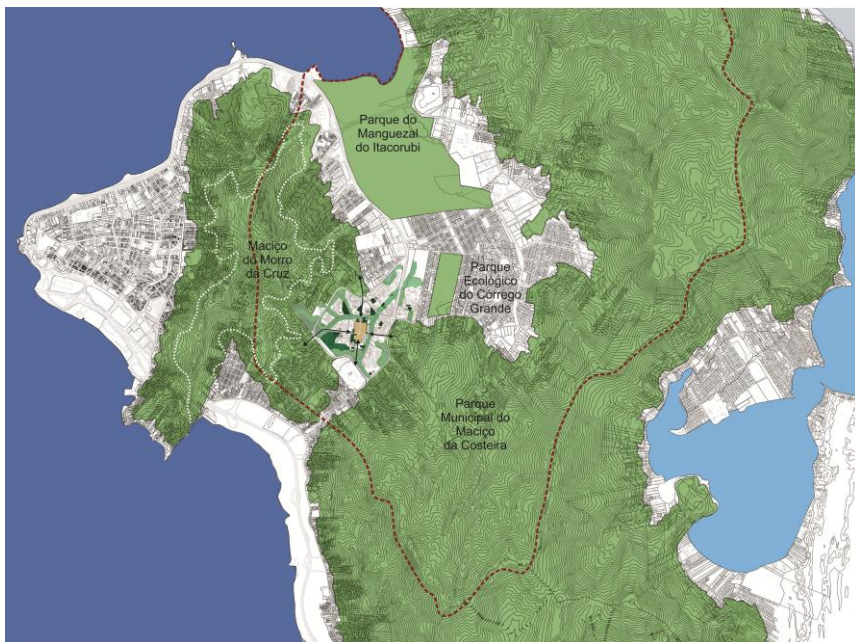 Parque do
Manguezal
do Itacorubi
Maciço
do Morro
da Cruz
Parque
Ecológico
do Córrego
Grande
Parque
Municipal do
Maciço
da Costeira